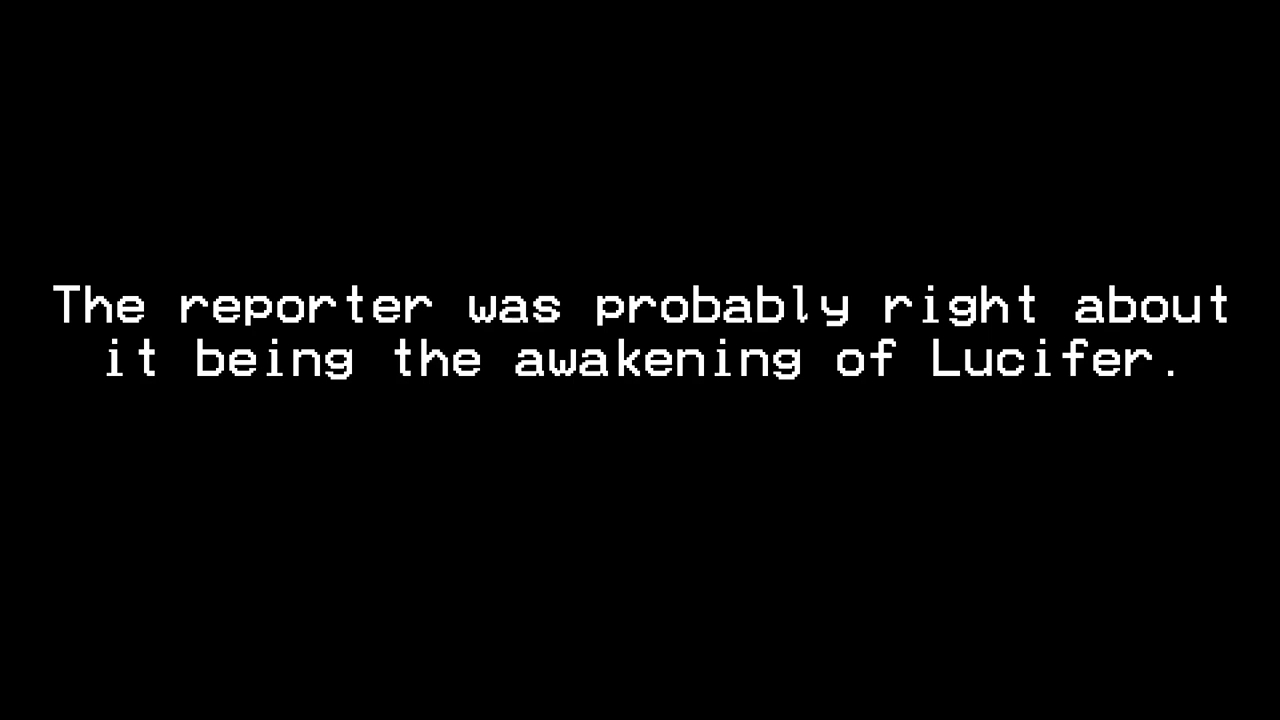 The reporter was probably right about
it being the awakening of Lucifer.